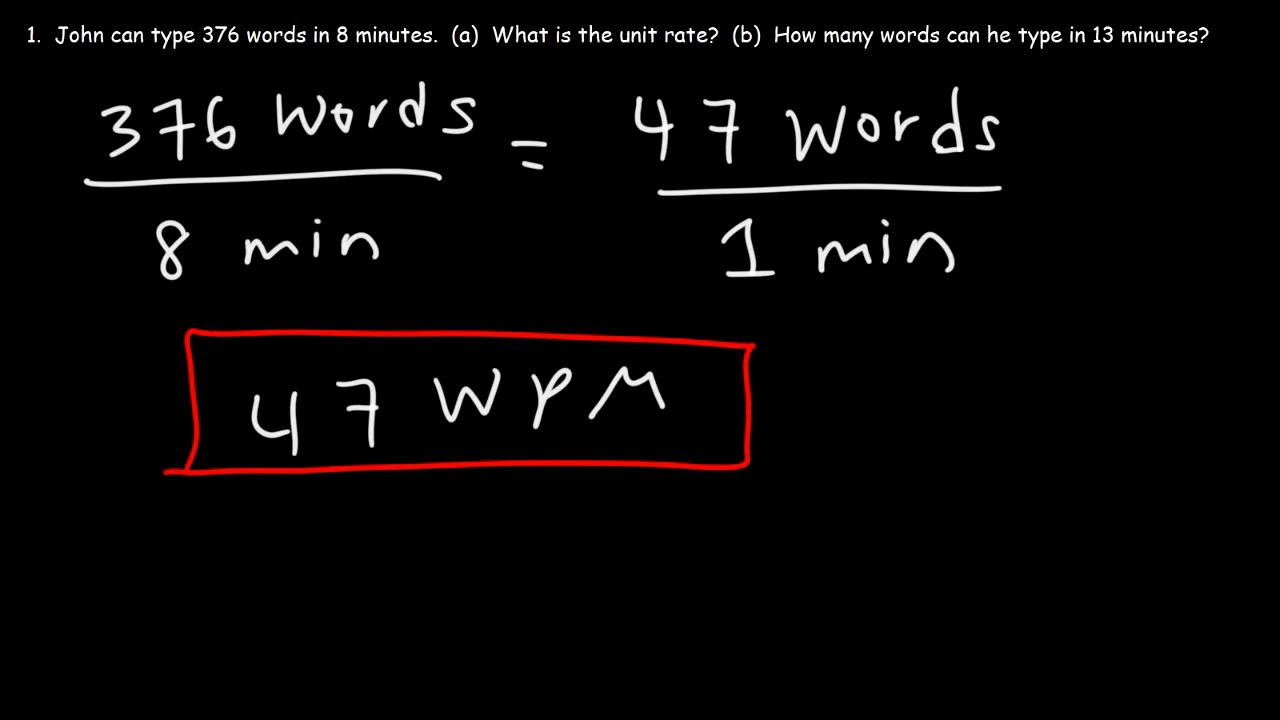 1. John can type 376 words in 8 minutes. (a) What is the unit rate? (b) How many words can he type in 13 minutes?
376 words = 47 words
8 min 1 min
47 WPM